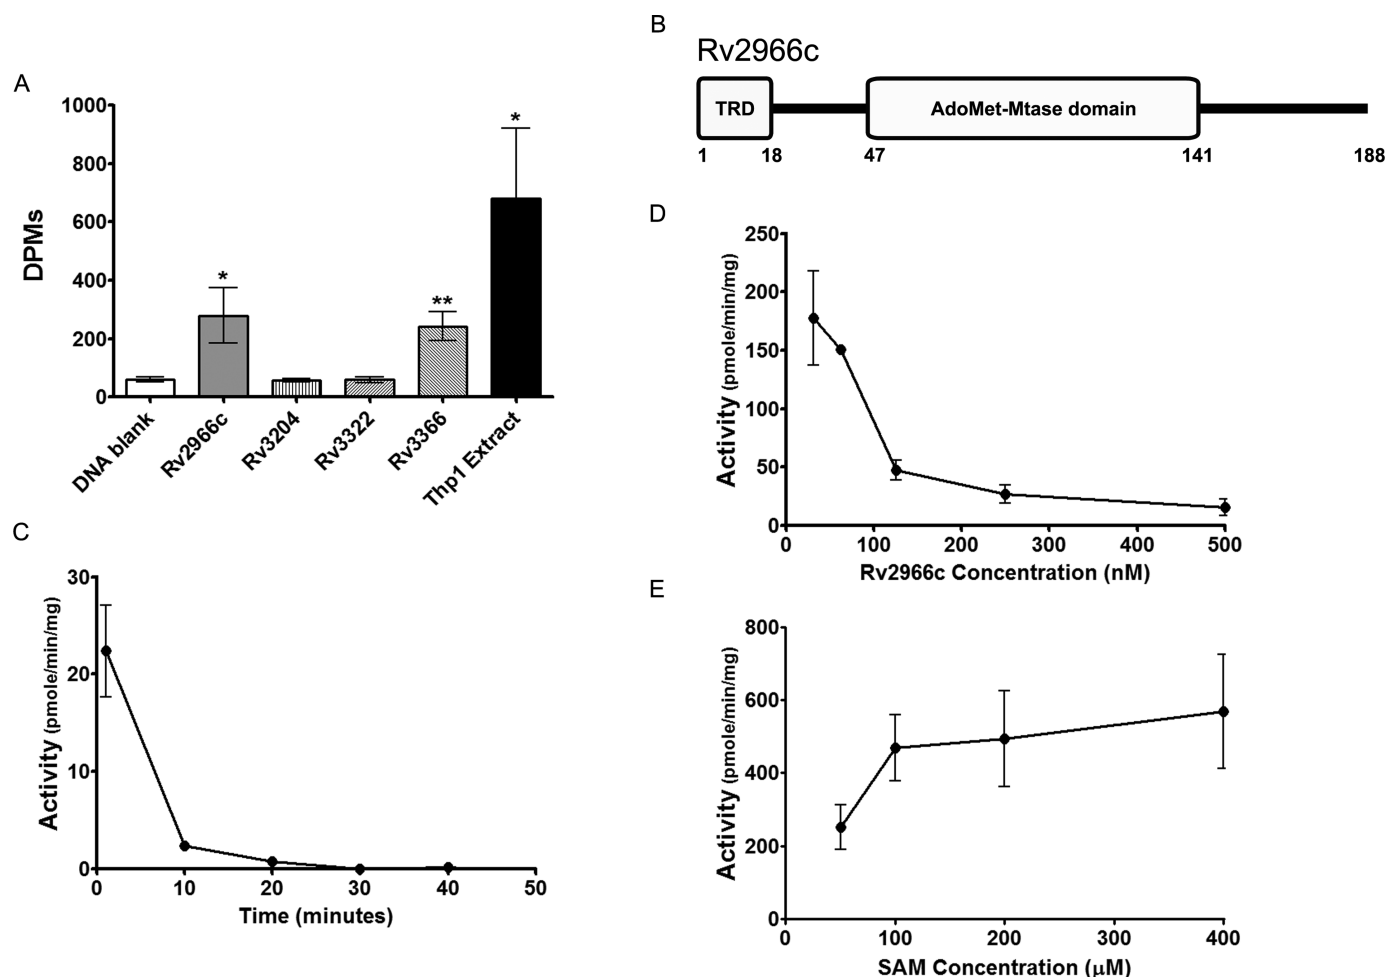 A
1000
800
600
400
200
0
DPMs
*
**
*
DNA blank
Rv2966c
Rv3204
Rv3322
Rv3366
Thp1 Extract
B
Rv2966c
TRD
AdoMet-Mtase domain
1
18
47
141
188
C
30
20
10
0
Activity (pmole/min/mg)
0 10 20 30 40 50
Time (minutes)
D
250
200
150
100
50
0
Activity (pmole/min/mg)
0 100 200 300 400 500
Rv2966c Concentration (nM)
E
800
600
400
200
0
Activity (pmole/min/mg)
0 100 200 300 400
SAM Concentration (µM)